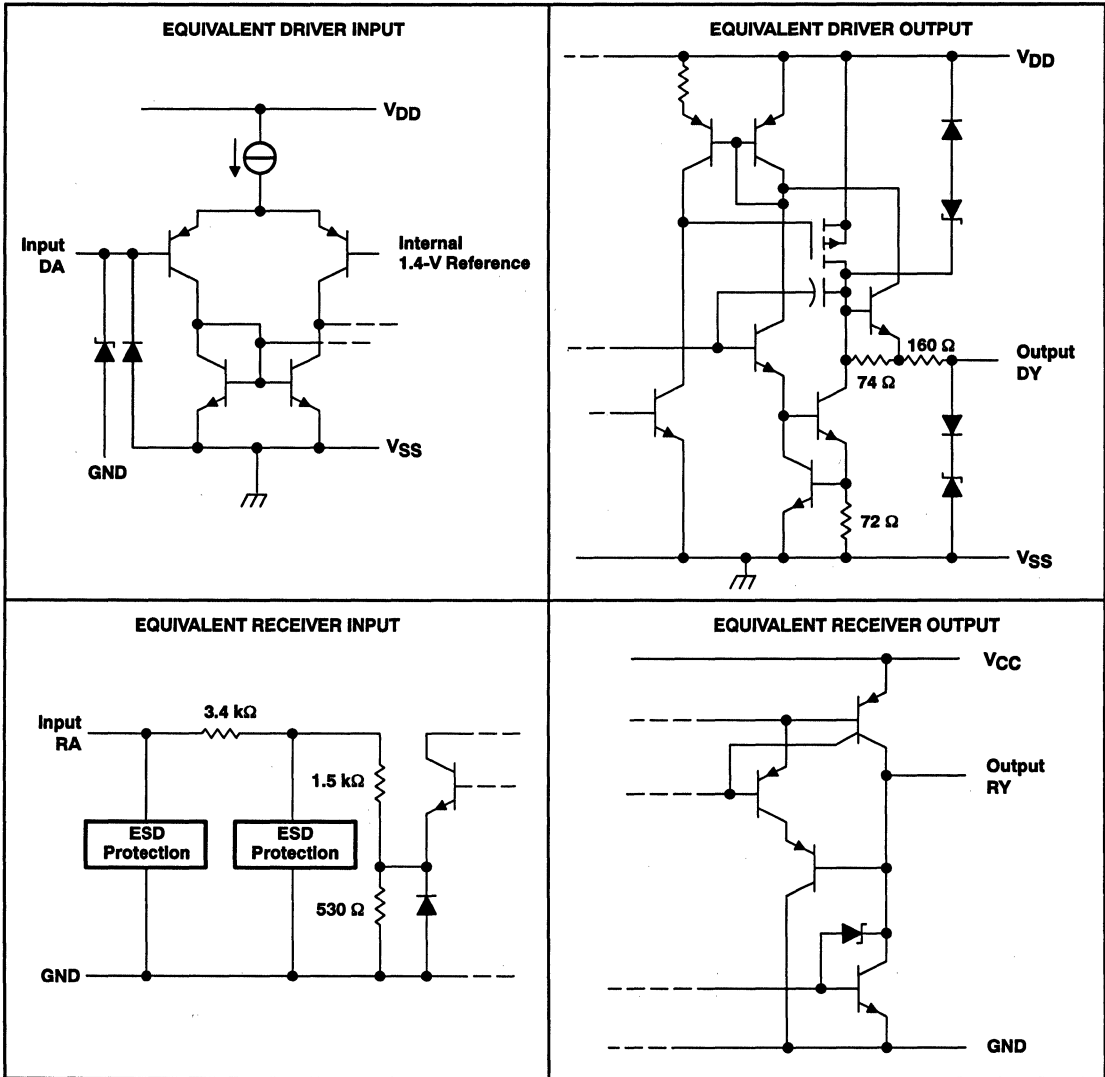 EQUIVALENT DRIVER INPUT
VDD
Input
DA
Internal
1.4-V Reference
GND
VSS
EQUIVALENT DRIVER OUTPUT
VDD
160 Ω
74 Ω
Output
DY
72 Ω
VSS
EQUIVALENT RECEIVER INPUT
3.4 kΩ
Input
RA
1.5 kΩ
ESD
Protection
ESD
Protection
530 Ω
GND
EQUIVALENT RECEIVER OUTPUT
VCC
Output
RY
GND